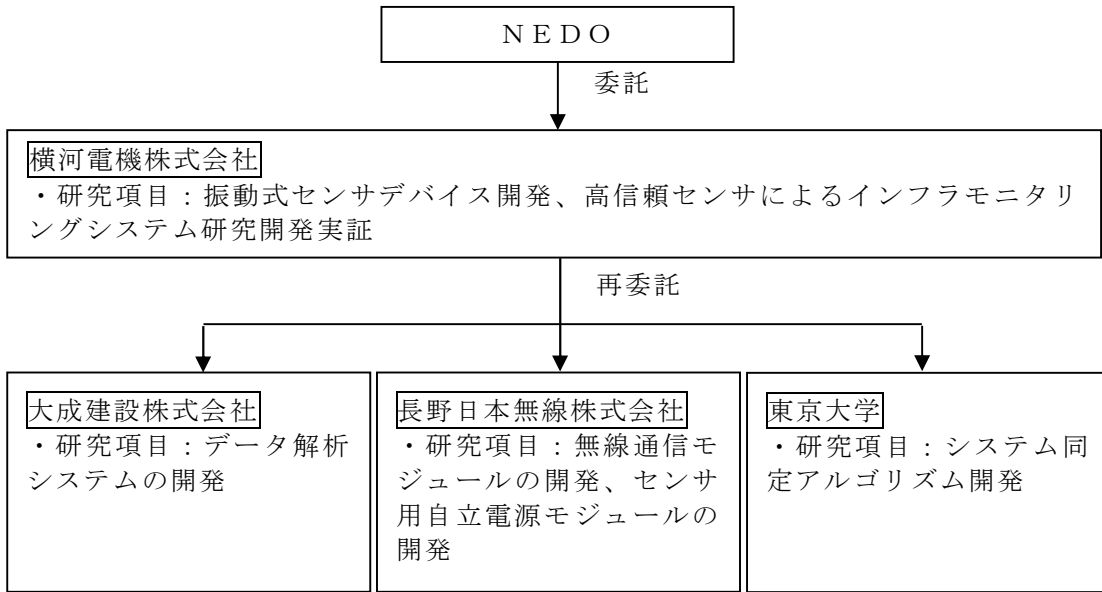 NEDO
委託
横河電機株式会社
・研究項目：振動式センサデバイス開発、高信頼センサによるインフラモニタリ
ングシステム研究開発実証
再委託
大成建設株式会社
・研究項目：データ解析
システムの開発
長野日本無線株式会社
・研究項目：無線通信モ
ジュールの開発、センサ
用自立電源モジュールの
開発
東京大学
・研究項目：システム同
定アルゴリズム開発